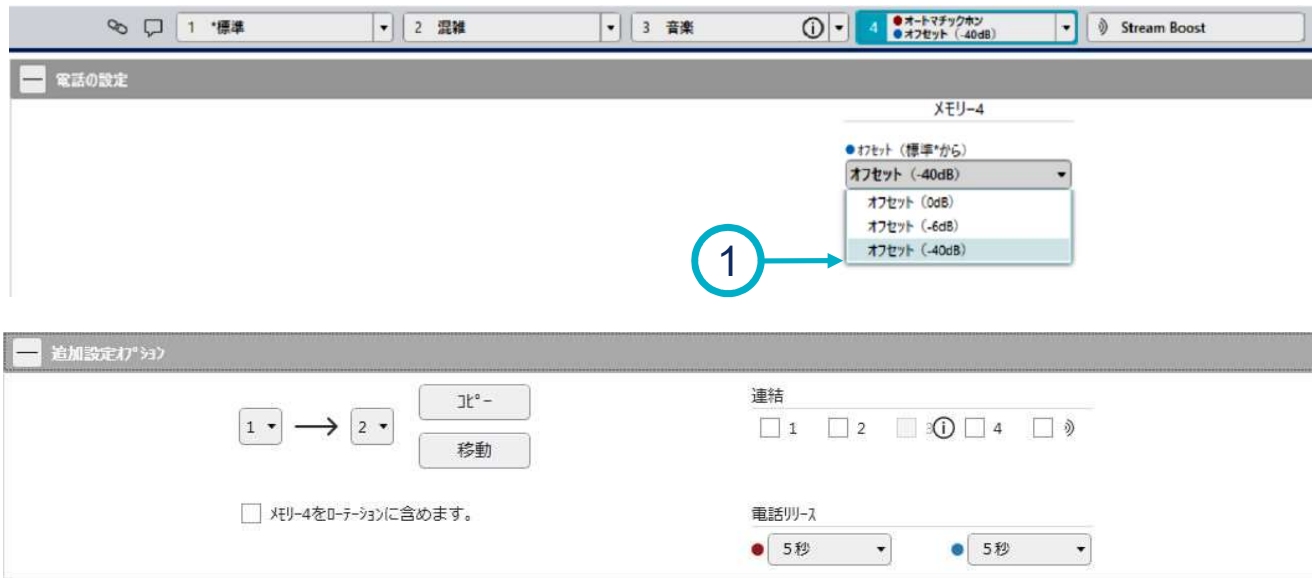 1 *標準 2 混雑 3 音楽 4 オートマチックホン Stream Boost
オフセット (-40dB)
電話の設定
メモリー4
オフセット (標準*から)
オフセット (-40dB)
オフセット (0dB)
オフセット (-6dB)
オフセット (-40dB)
1
追加設定ｵﾌﾟｼｮﾝ
1 → 2
ｺﾋﾟｰ
移動
連結
1 2 3 4
ﾒﾓﾘｰ4をﾛｰﾃｰｼｮﾝに含めます。
電話ﾘﾘｰｽ
5秒 5秒